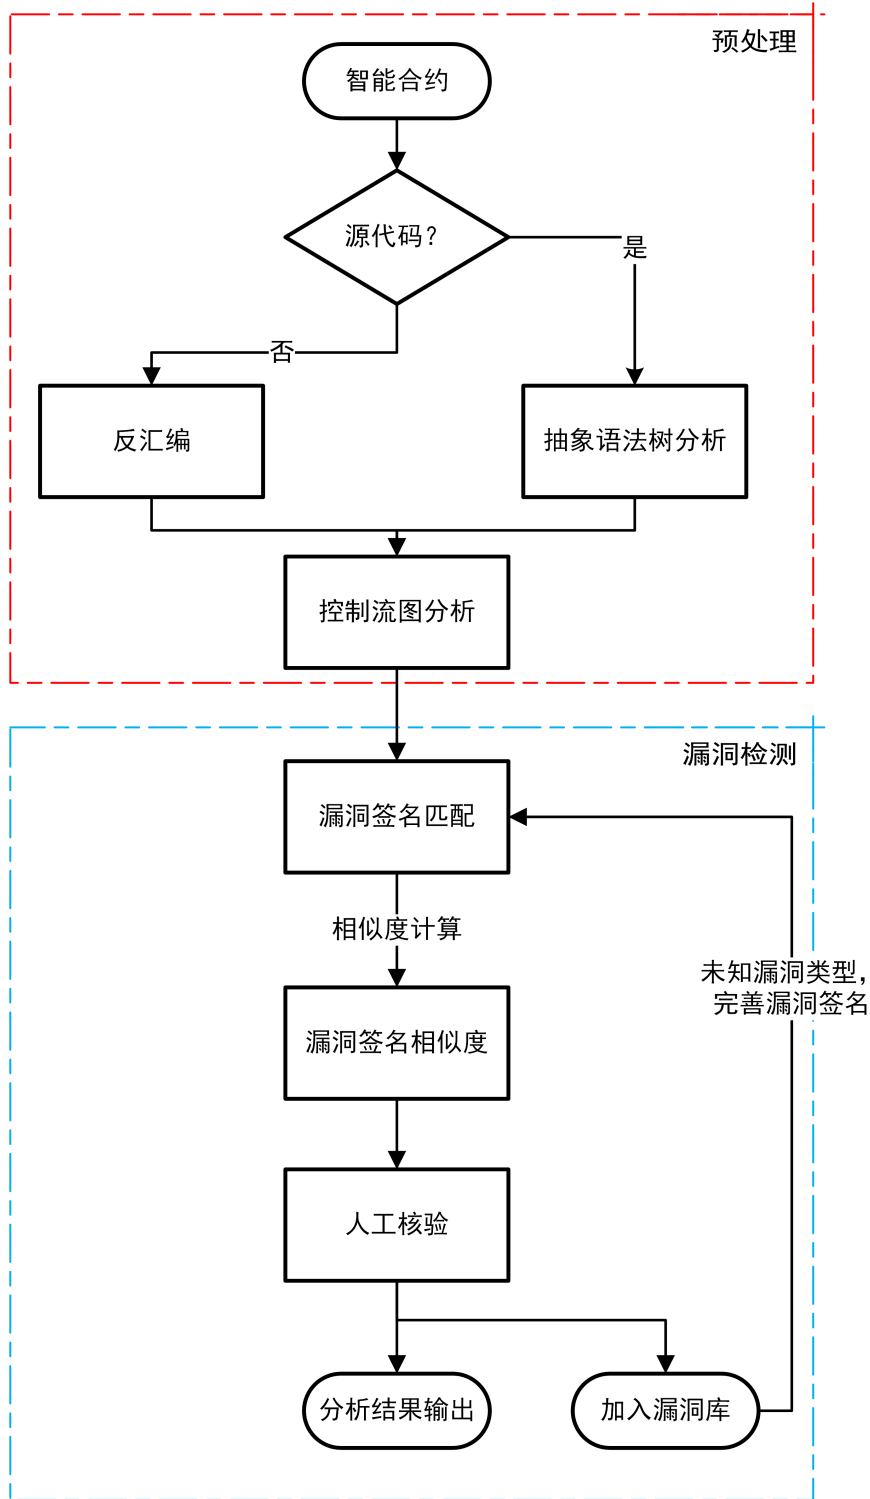 预处理
智能合约
源代码？
是
否
反汇编
抽象语法树分析
控制流图分析
漏洞检测
漏洞签名匹配
相似度计算
未知漏洞类型，
完善漏洞签名
漏洞签名相似度
人工核验
分析结果输出
加入漏洞库